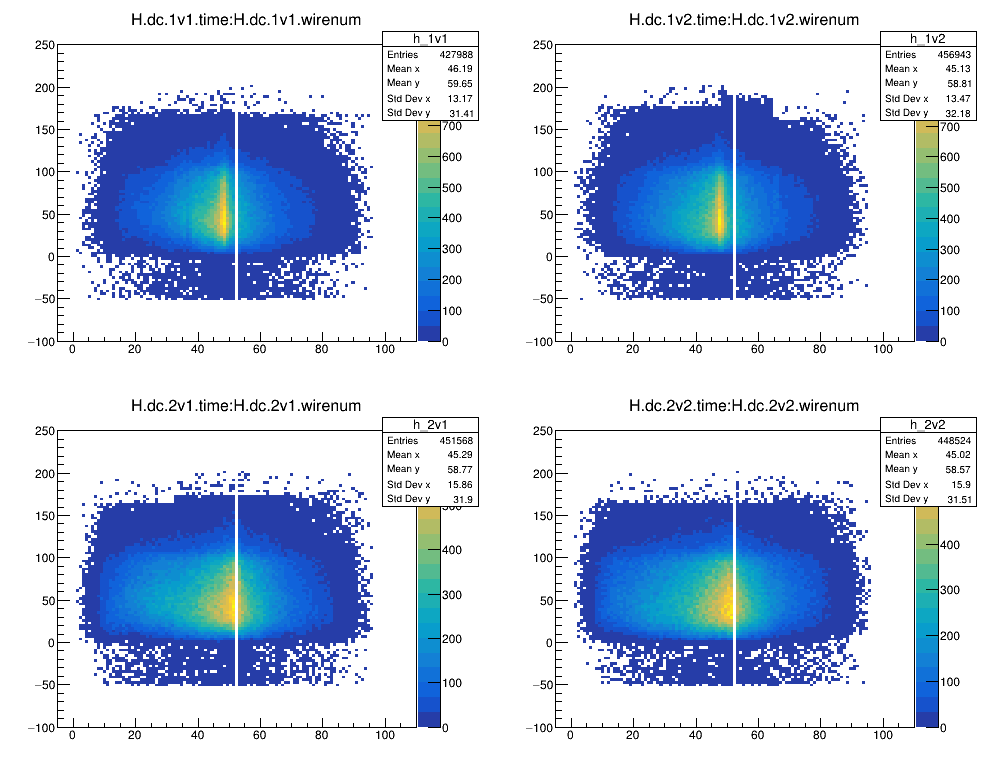 H.dc.1v1.time:H.dc.1v1.wirenum
h_1v1
Entries 427988
Mean x 46.19
Mean y 59.65
Std Dev x 13.17
Std Dev y 31.41
250
200
150
100
50
0
−50
−100
0 20 40 60 80 100
700
600
500
400
300
200
100
0
H.dc.1v2.time:H.dc.1v2.wirenum
h_1v2
Entries 456943
Mean x 45.13
Mean y 58.81
Std Dev x 13.47
Std Dev y 32.18
250
200
150
100
50
0
−50
−100
0 20 40 60 80 100
700
600
500
400
300
200
100
0
H.dc.2v1.time:H.dc.2v1.wirenum
h_2v1
Entries 451568
Mean x 45.29
Mean y 58.77
Std Dev x 15.86
Std Dev y 31.9
250
200
150
100
50
0
−50
−100
0 20 40 60 80 100
500
400
300
200
100
0
H.dc.2v2.time:H.dc.2v2.wirenum
h_2v2
Entries 448524
Mean x 45.02
Mean y 58.57
Std Dev x 15.9
Std Dev y 31.51
250
200
150
100
50
0
−50
−100
0 20 40 60 80 100
400
300
200
100
0